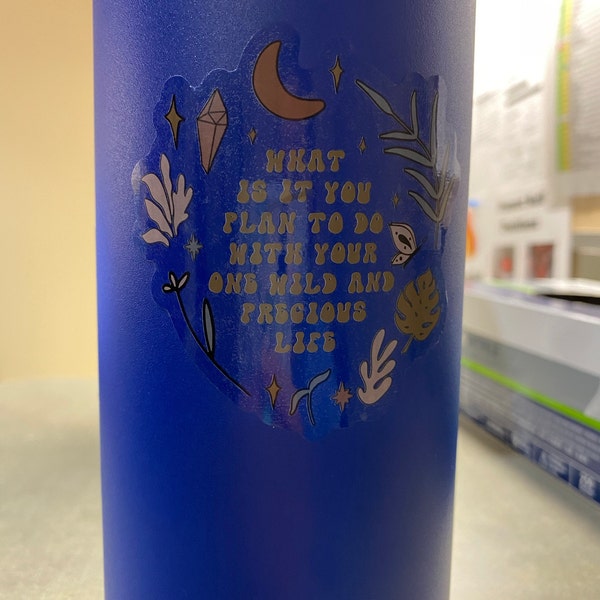 WHAT
IS IT YOU
PLAN TO DO
WITH YOUR
ONE WILD AND
PRECIOUS
LIFE